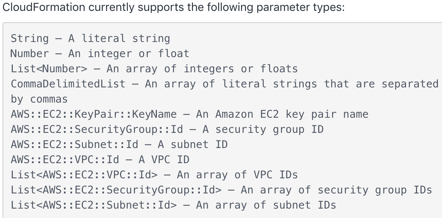 CloudFormation currently supports the following parameter types:
String – A literal string
Number – An integer or float
List<Number> – An array of integers or floats
CommaDelimitedList – An array of literal strings that are separated
by commas
AWS::EC2::KeyPair::KeyName – An Amazon EC2 key pair name
AWS::EC2::SecurityGroup::Id – A security group ID
AWS::EC2::Subnet::Id – A subnet ID
AWS::EC2::VPC::Id – A VPC ID
List<AWS::EC2::VPC::Id> – An array of VPC IDs
List<AWS::EC2::SecurityGroup::Id> – An array of security group IDs
List<AWS::EC2::Subnet::Id> – An array of subnet IDs